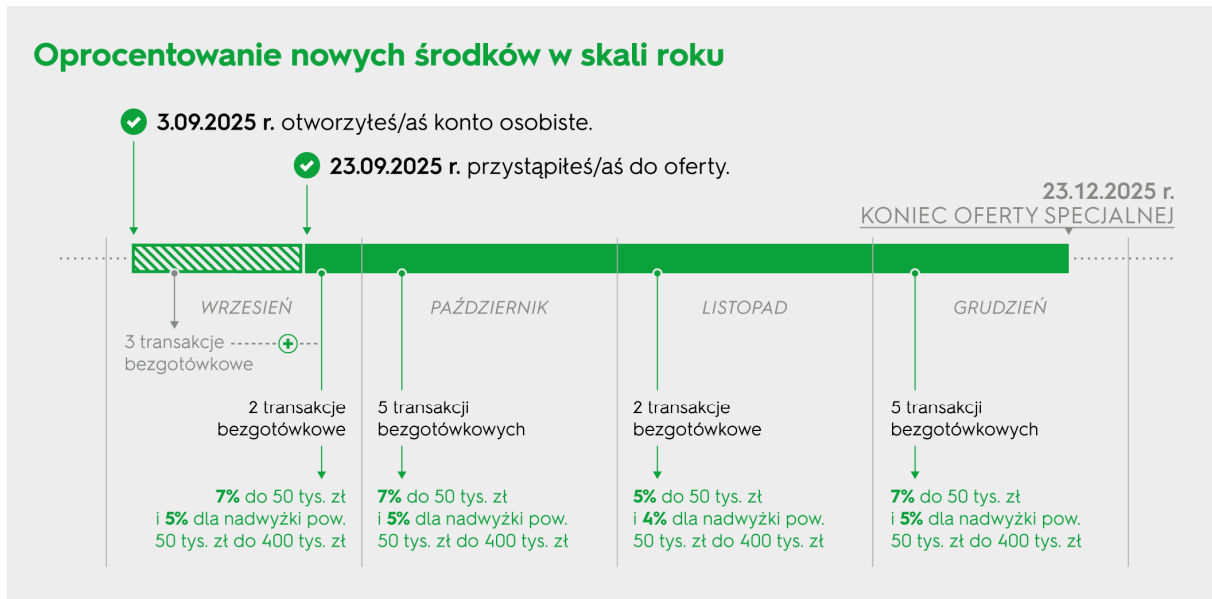 Oprocentowanie nowych środków w skali roku
3.09.2025 r. otworzyłeś/aś konto osobiste.
23.09.2025 r. przystąpiłeś/aś do oferty.
23.12.2025 r.
KONIEC OFERTY SPECJALNEJ
WRZESIEŃ
PAŹDZIERNIK
LISTOPAD
GRUDZIEŃ
3 transakcje
bezgotówkowe
2 transakcje
bezgotówkowe
7% do 50 tys. zł
i 5% dla nadwyżki pow.
50 tys. zł do 400 tys. zł
5 transakcji
bezgotówkowych
7% do 50 tys. zł
i 5% dla nadwyżki pow.
50 tys. zł do 400 tys. zł
2 transakcje
bezgotówkowe
5% do 50 tys. zł
i 4% dla nadwyżki pow.
50 tys. zł do 400 tys. zł
5 transakcji
bezgotówkowych
7% do 50 tys. zł
i 5% dla nadwyżki pow.
50 tys. zł do 400 tys. zł